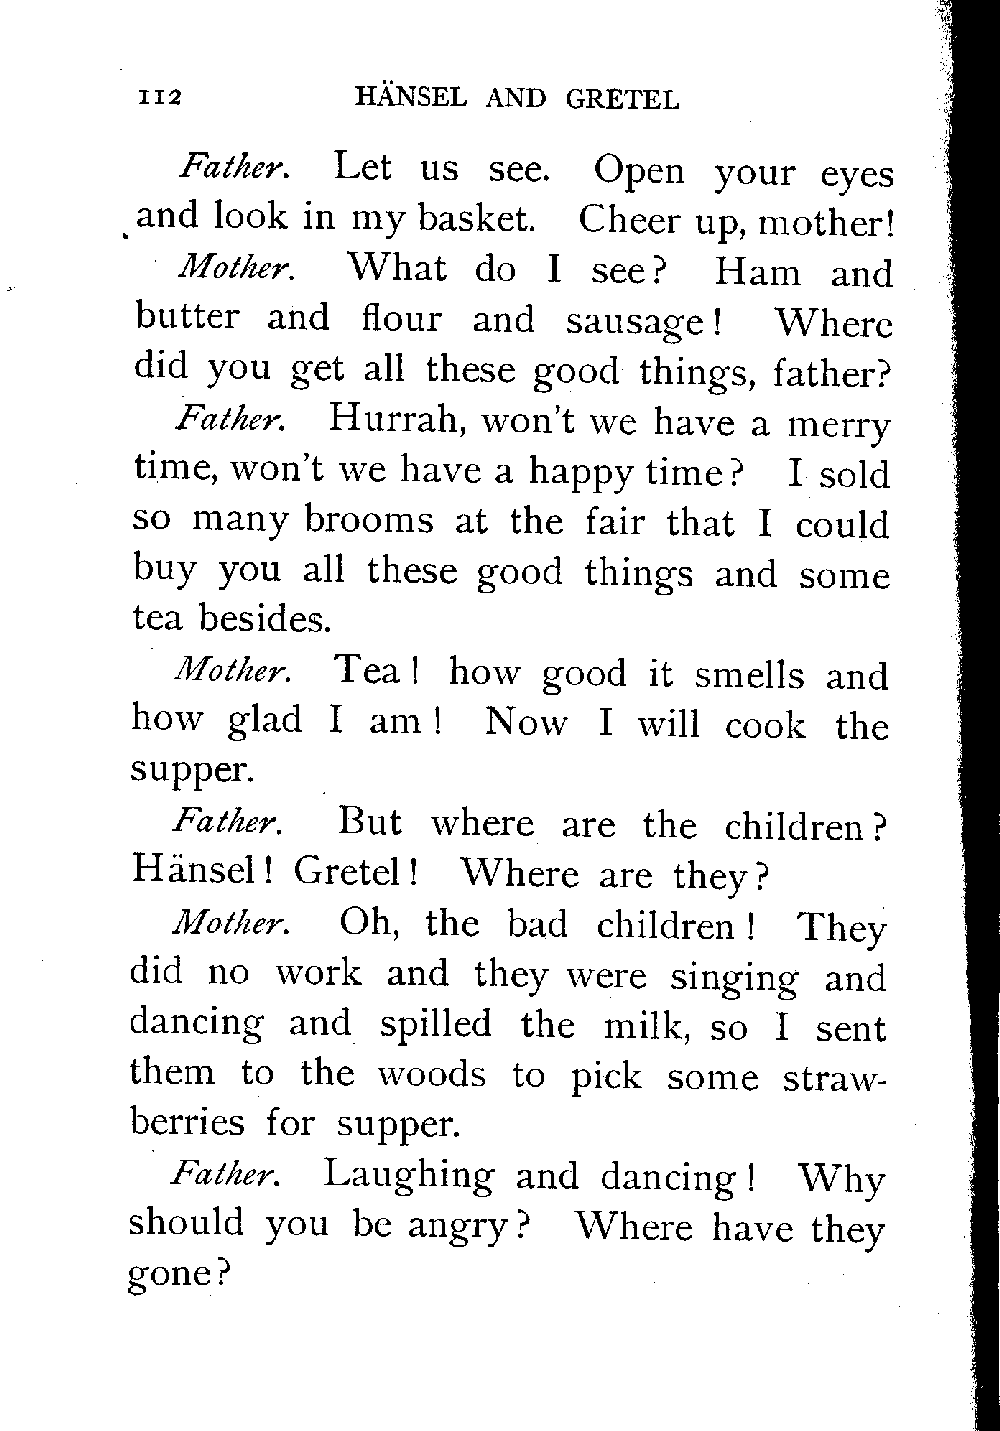 112 HÄNSEL AND GRETEL
Father. Let us see. Open your eyes
and look in my basket. Cheer up, mother!
Mother. What do I see? Ham and
butter and flour and sausage! Where
did you get all these good things, father?
Father. Hurrah, won't we have a merry
time, won't we have a happy time? I sold
so many brooms at the fair that I could
buy you all these good things and some
tea besides.
Mother. Tea! how good it smells and
how glad I am! Now I will cook the
supper.
Father. But where are the children?
Hänsel! Gretel! Where are they?
Mother. Oh, the bad children! They
did no work and they were singing and
dancing and spilled the milk, so I sent
them to the woods to pick some straw-
berries for supper.
Father. Laughing and dancing! Why
should you be angry? Where have they
gone?